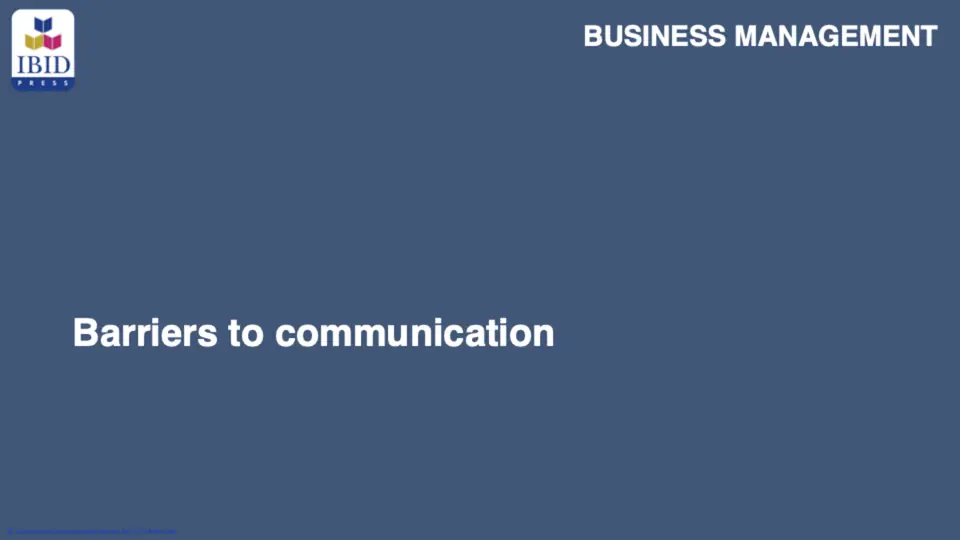 IBID
PRESS
BUSINESS MANAGEMENT
Barriers to communication